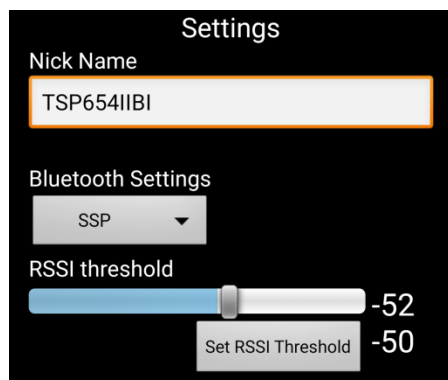 Settings
Nick Name
TSP654IIBI
Bluetooth Settings
SSP
RSSI threshold
-52
Set RSSI Threshold -50